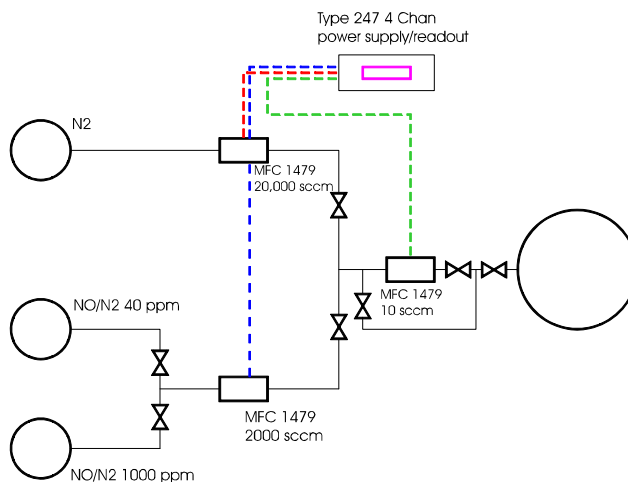 Type 247 4 Chan
power supply/readout
N2
MFC 1479
20,000 sccm
NO/N2 40 ppm
MFC 1479
10 sccm
MFC 1479
2000 sccm
NO/N2 1000 ppm